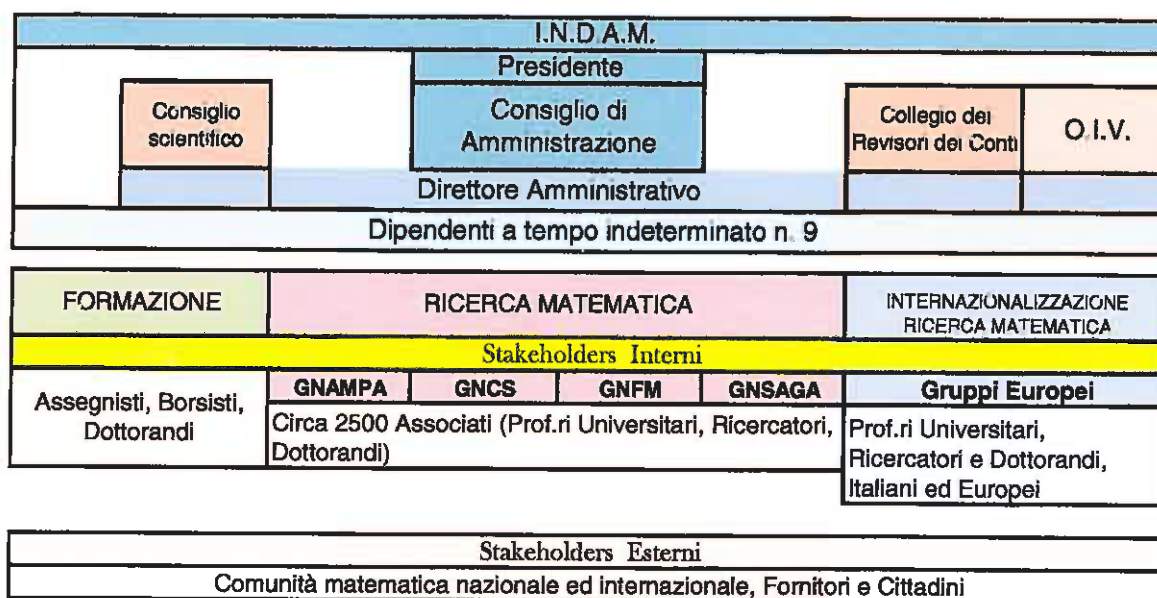 I.N.D.A.M.
Presidente
Consiglio
scientifico
Consiglio di
Amministrazione
Collegio dei
Revisori dei Conti
O.I.V.
Direttore Amministrativo
Dipendenti a tempo indeterminato n. 9
FORMAZIONE
RICERCA MATEMATICA
INTERNAZIONALIZZAZIONE
RICERCA MATEMATICA
Stakeholders Interni
Assegnisti, Borsisti,
Dottorandi
GNAMPA
GNCS
GNFM
GNSAGA
Circa 2500 Associati (Prof.ri Universitari, Ricercatori,
Dottorandi)
Gruppi Europei
Prof.ri Universitari,
Ricercatori e Dottorandi,
Italiani ed Europei
Stakeholders Esterni
Comunità matematica nazionale ed internazionale, Fornitori e Cittadini